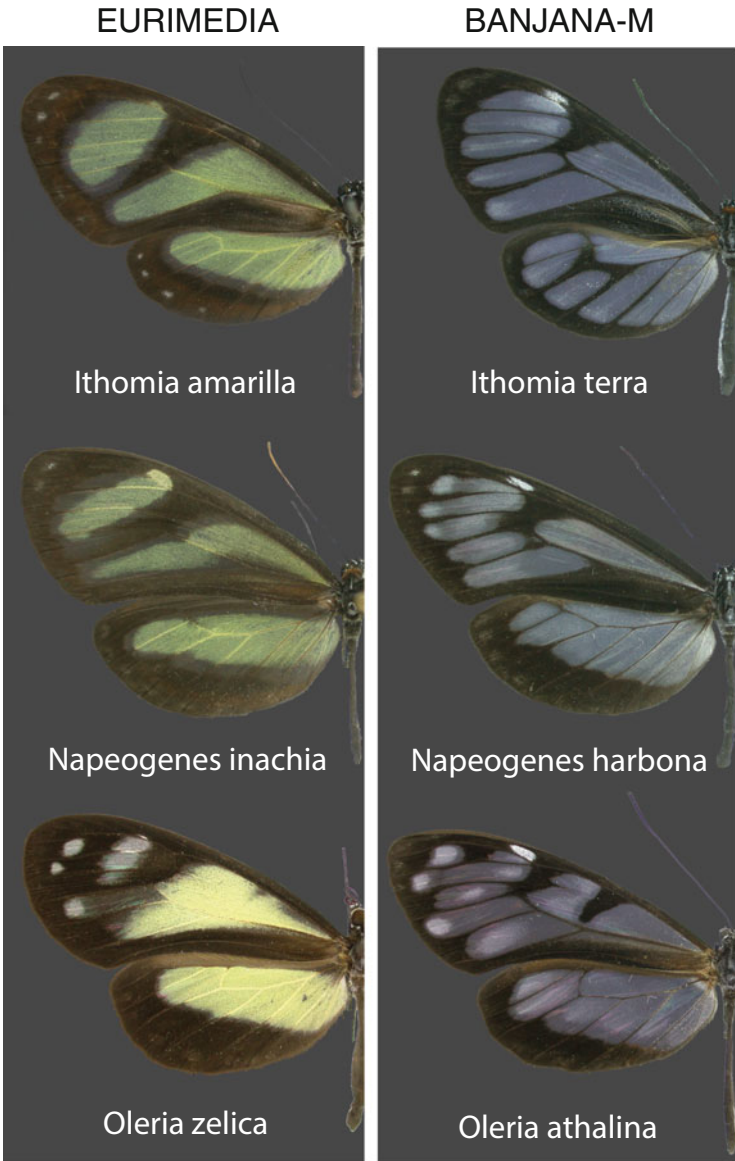 EURIMEDIA
BANJANA-M
Ithomia amarilla
Ithomia terra
Napeogenes inachia
Napeogenes harbona
Oleria zelica
Oleria athalina